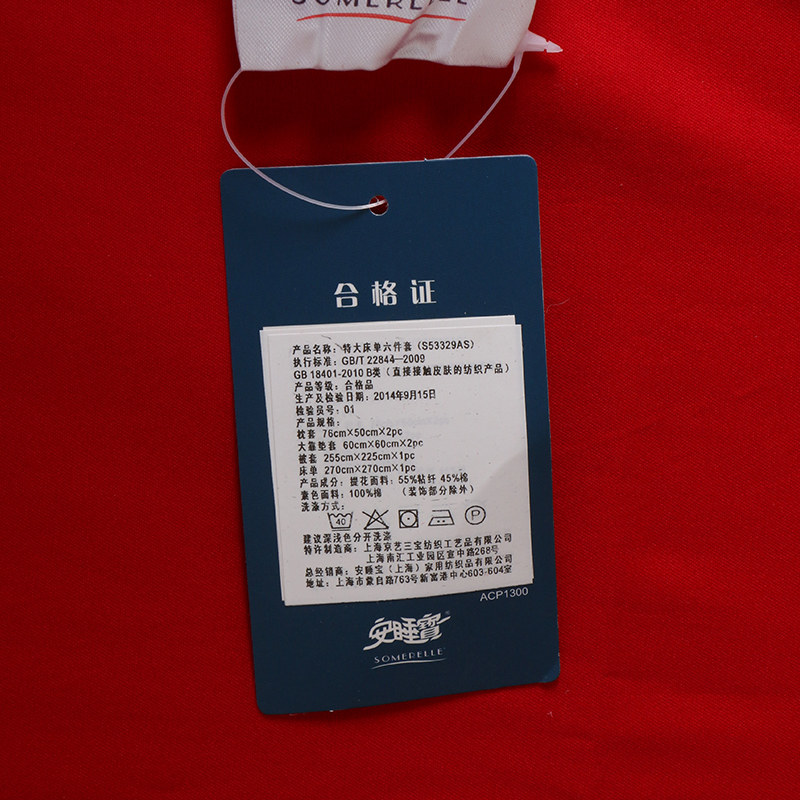 SOMERELLE
合格证
产品名称：特大床单六件套（S53329AS）
执行标准：GB/T 22844—2009
GB 18401-2010 B类（直接接触皮肤的纺织产品）
产品等级：合格品
生产及检验日期：2014年9月15日
检验员号：01
产品规格：
枕套 76cm×50cm×2pc
大靠垫套 60cm×60cm×2pc
被套 255cm×225cm×1pc
床单 270cm×270cm×1pc
产品成分：提花面料：55%粘纤 45%棉
素色面料：100%棉 （装饰部分除外）
洗涤方式：
40 P
建议深浅色分开洗涤
特许制造商：上海京艺三宝纺织工艺品有限公司
上海南汇工业园区宣中路268号
总经销商：安睡宝（上海）家用纺织品有限公司
地址：上海市蒙自路763号新富港中心603-604室
ACP1300
安睡寶®
SOMERELLE